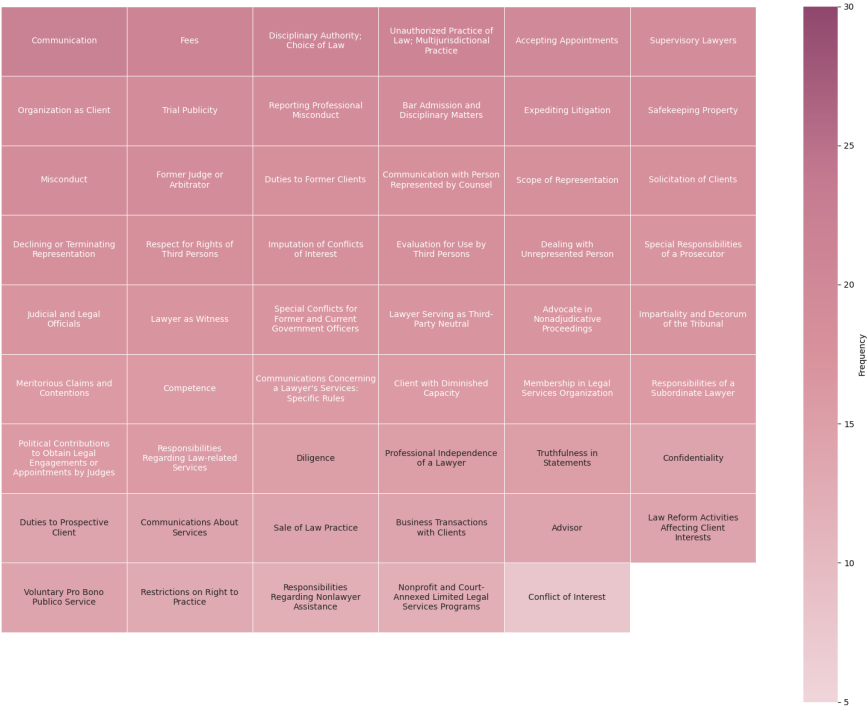 Communication
Fees
Disciplinary Authority;
Choice of Law
Unauthorized Practice of
Law; Multijurisdictional
Practice
Accepting Appointments
Supervisory Lawyers
Organization as Client
Trial Publicity
Reporting Professional
Misconduct
Bar Admission and
Disciplinary Matters
Expediting Litigation
Safekeeping Property
Misconduct
Former Judge or
Arbitrator
Duties to Former Clients
Communication with Person
Represented by Counsel
Scope of Representation
Solicitation of Clients
Declining or Terminating
Representation
Respect for Rights of
Third Persons
Imputation of Conflicts
of Interest
Evaluation for Use by
Third Persons
Dealing with
Unrepresented Person
Special Responsibilities
of a Prosecutor
Judicial and Legal
Officials
Lawyer as Witness
Special Conflicts for
Former and Current
Government Officers
Lawyer Serving as Third-
Party Neutral
Advocate in
Nonadjudicative
Proceedings
Impartiality and Decorum
of the Tribunal
Meritorious Claims and
Contentions
Competence
Communications Concerning
a Lawyer's Services:
Specific Rules
Client with Diminished
Capacity
Membership in Legal
Services Organization
Responsibilities of a
Subordinate Lawyer
Political Contributions
to Obtain Legal
Engagements or
Appointments by Judges
Responsibilities
Regarding Law-related
Services
Diligence
Professional Independence
of a Lawyer
Truthfulness in
Statements
Confidentiality
Duties to Prospective
Client
Communications About
Services
Sale of Law Practice
Business Transactions
with Clients
Advisor
Law Reform Activities
Affecting Client
Interests
Voluntary Pro Bono
Publico Service
Restrictions on Right to
Practice
Responsibilities
Regarding Nonlawyer
Assistance
Nonprofit and Court-
Annexed Limited Legal
Services Programs
Conflict of Interest
30
25
20
15
10
5
Frequency